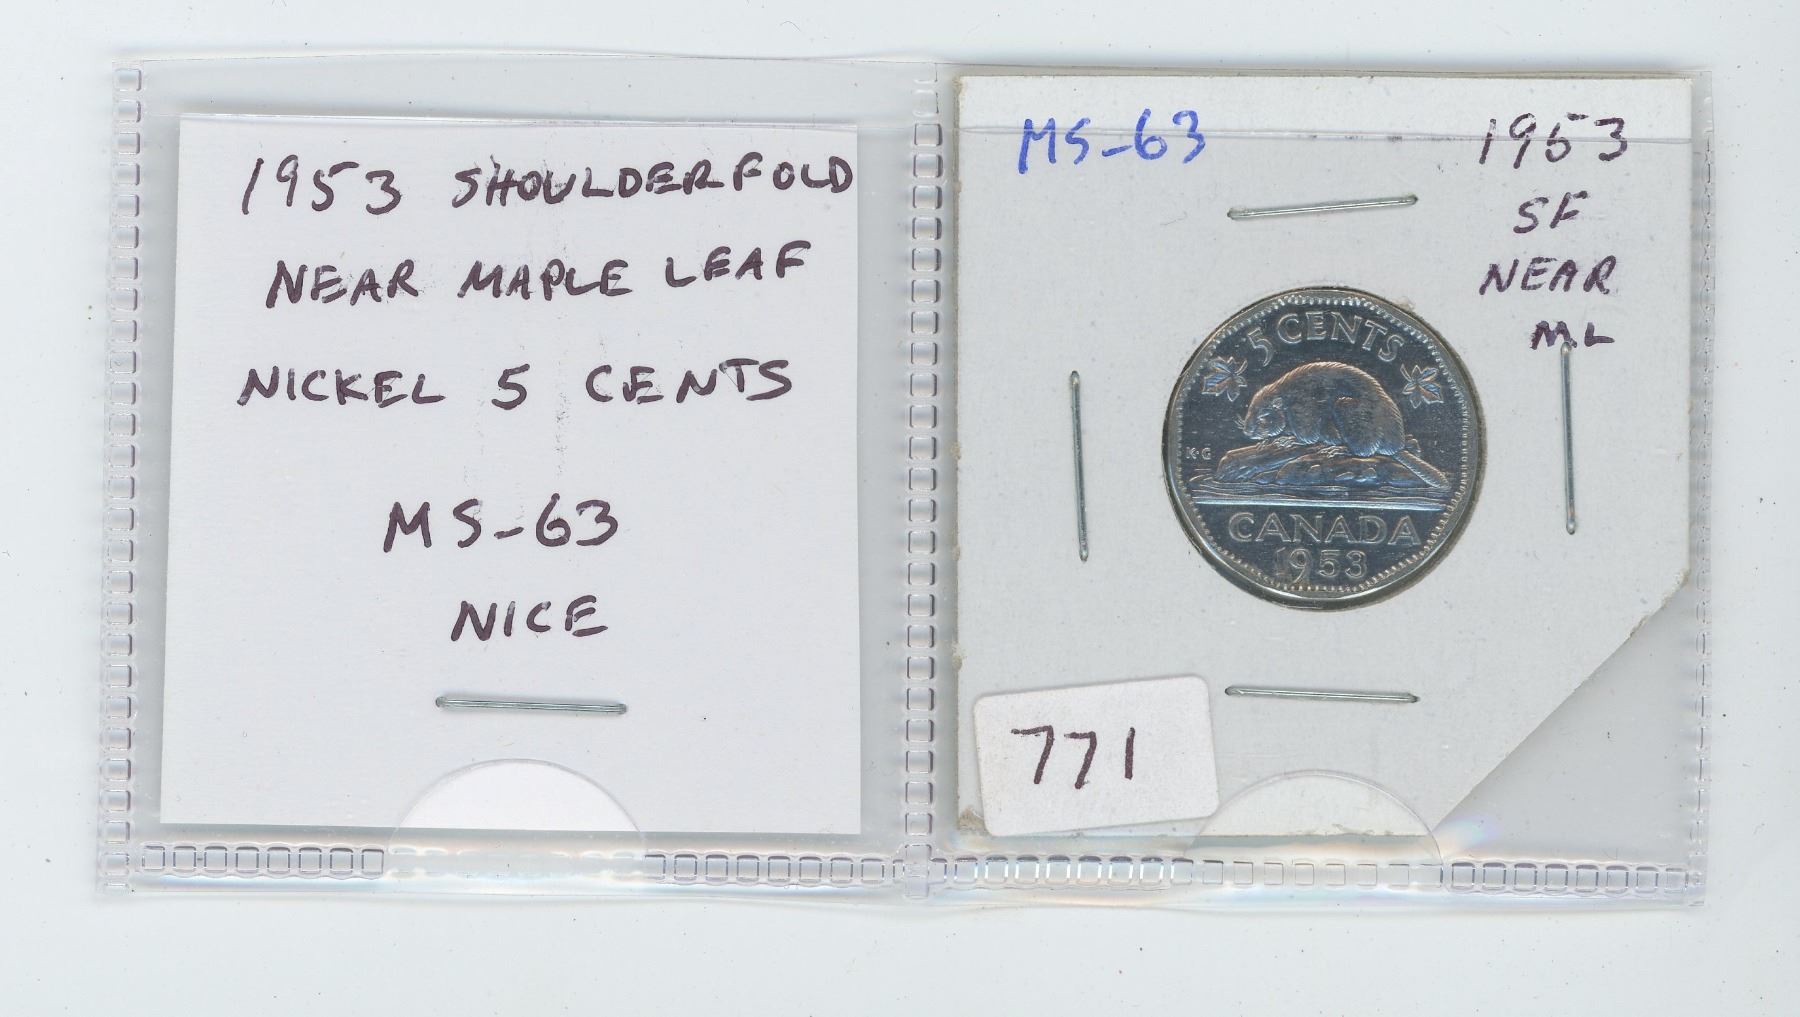 1953 SHOULDERFOLD
NEAR MAPLE LEAF
NICKEL 5 CENTS
MS-63
NICE
MS-63
1953
SF
NEAR
ML
5 CENTS
K·G
CANADA
1953
771